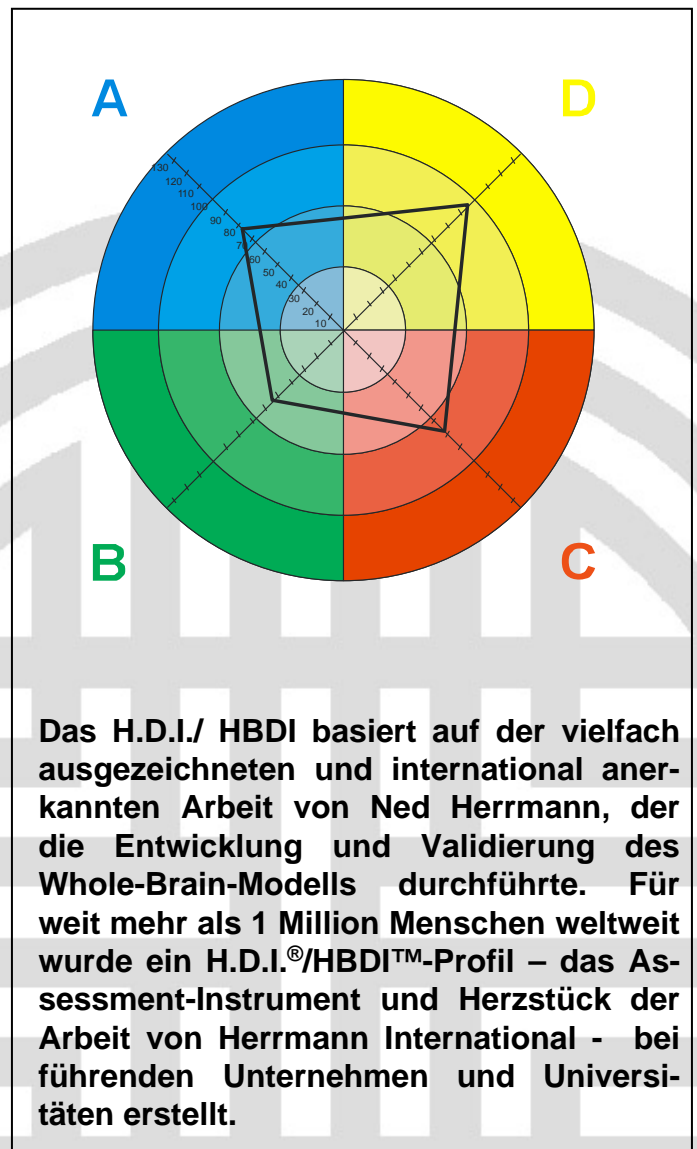 A
D
130
120
110
100
90
80
70
60
50
40
30
20
10
B
C
Das H.D.I./ HBDI basiert auf der vielfach
ausgezeichneten und international aner-
kannten Arbeit von Ned Herrmann, der
die Entwicklung und Validierung des
Whole-Brain-Modells durchführte. Für
weit mehr als 1 Million Menschen weltweit
wurde ein H.D.I.®/HBDI™-Profil – das As-
sessment-Instrument und Herzstück der
Arbeit von Herrmann International - bei
führenden Unternehmen und Universi-
täten erstellt.